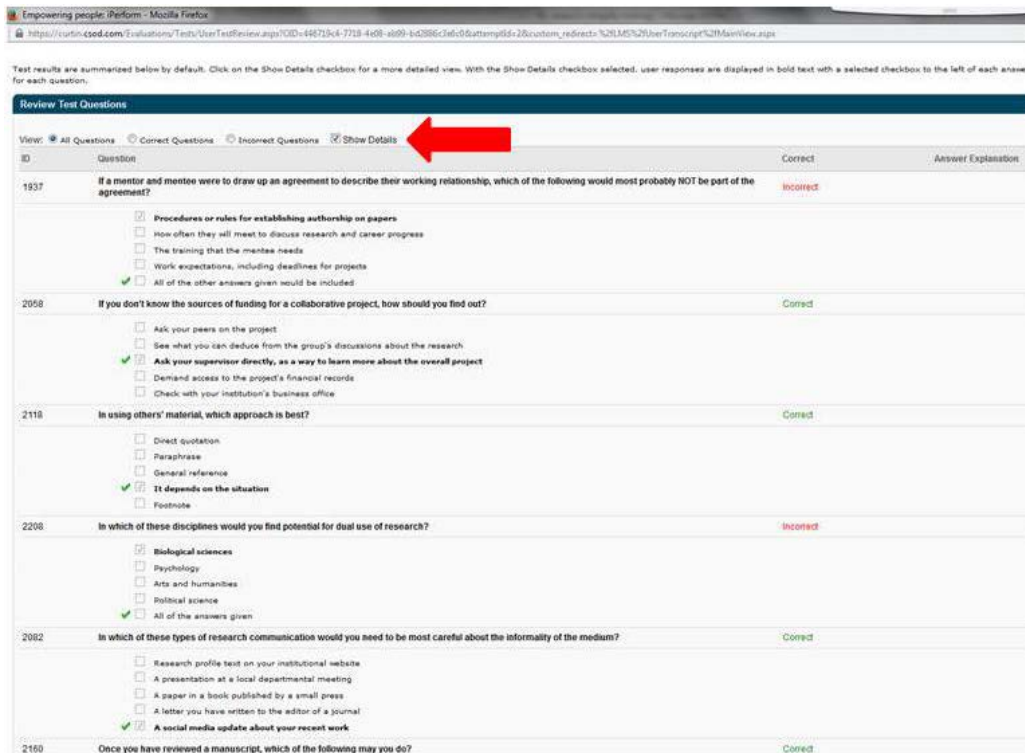 Empowering people: iPerform - Mozilla Firefox
Test results are summarized below by default. Click on the Show Details checkbox for a more detailed view. With the Show Details checkbox selected, user responses are displayed in bold text with a selected checkbox to the left of each answe
for each question.
Review Test Questions
View: All Questions Correct Questions Incorrect Questions Show Details
ID Question Correct Answer Explanation
1937 If a mentor and mentee were to draw up an agreement to describe their working relationship, which of the following would most probably NOT be part of the agreement? Incorrect
Procedures or rules for establishing authorship on papers
How often they will meet to discuss research and career progress
The training that the mentee needs
Work expectations, including deadlines for projects
All of the other answers given would be included
2058 If you don't know the sources of funding for a collaborative project, how should you find out? Correct
Ask your peers on the project
See what you can deduce from the group's discussions about the research
Ask your supervisor directly, as a way to learn more about the overall project
Demand access to the project's financial records
Check with your institution's business office
2118 In using others' material, which approach is best? Correct
Direct quotation
Paraphrase
General reference
It depends on the situation
Footnote
2208 In which of these disciplines would you find potential for dual use of research? Incorrect
Biological sciences
Psychology
Arts and humanities
Political science
All of the answers given
2082 In which of these types of research communication would you need to be most careful about the informality of the medium? Correct
Research profile text on your institutional website
A presentation at a local departmental meeting
A paper in a book published by a small press
A letter you have written to the editor of a journal
A social media update about your recent work
2160 Once you have reviewed a manuscript, which of the following may you do? Correct